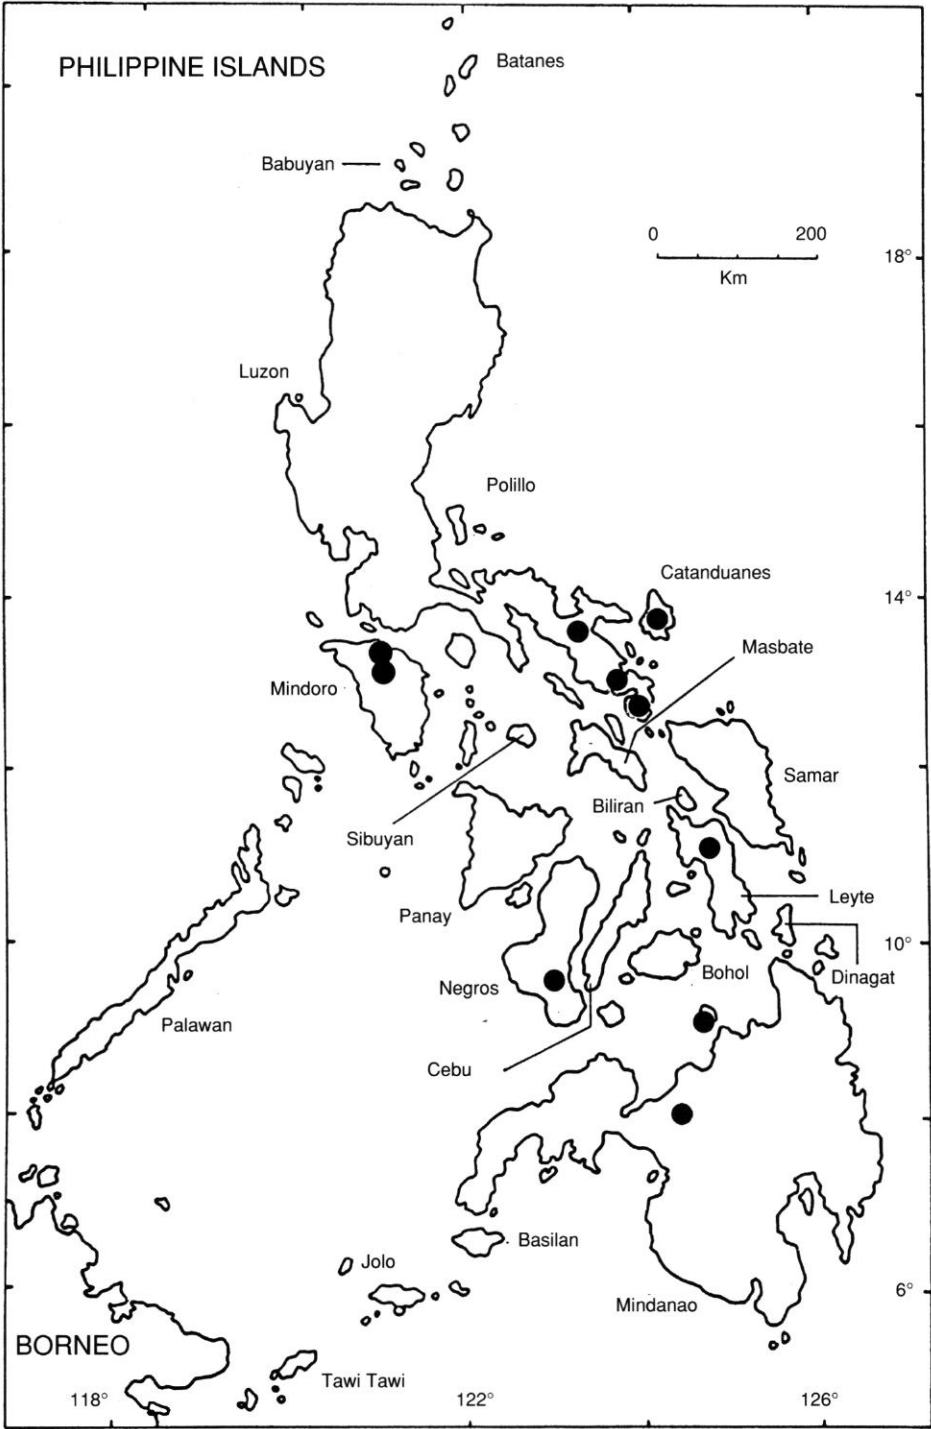 PHILIPPINE ISLANDS
Batanes
Babuyan
0 200
Km
18°
Luzon
Polillo
Catanduanes
14°
Masbate
Mindoro
Samar
Biliran
Sibuyan
Leyte
Panay
10°
Bohol
Dinagat
Negros
Palawan
Cebu
Basilan
Jolo
6°
Mindanao
BORNEO
Tawi Tawi
118° 122° 126°